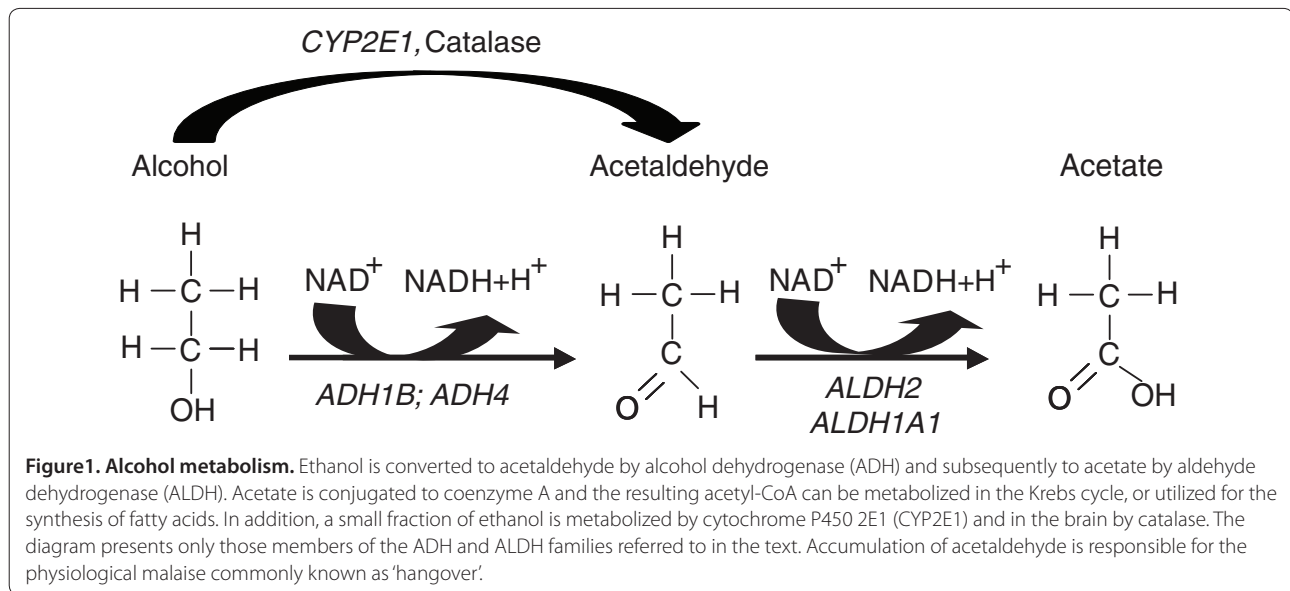 CYP2E1, Catalase
Alcohol Acetaldehyde Acetate
H H H
NAD+ NADH+H+ NAD+ NADH+H+
H – C – H H – C – H H – C – H
H – C – H C C
ADH1B; ADH4 ALDH2
OH O H O OH
ALDH1A1
Figure1. Alcohol metabolism. Ethanol is converted to acetaldehyde by alcohol dehydrogenase (ADH) and subsequently to acetate by aldehyde
dehydrogenase (ALDH). Acetate is conjugated to coenzyme A and the resulting acetyl-CoA can be metabolized in the Krebs cycle, or utilized for the
synthesis of fatty acids. In addition, a small fraction of ethanol is metabolized by cytochrome P450 2E1 (CYP2E1) and in the brain by catalase. The
diagram presents only those members of the ADH and ALDH families referred to in the text. Accumulation of acetaldehyde is responsible for the
physiological malaise commonly known as ‘hangover’.